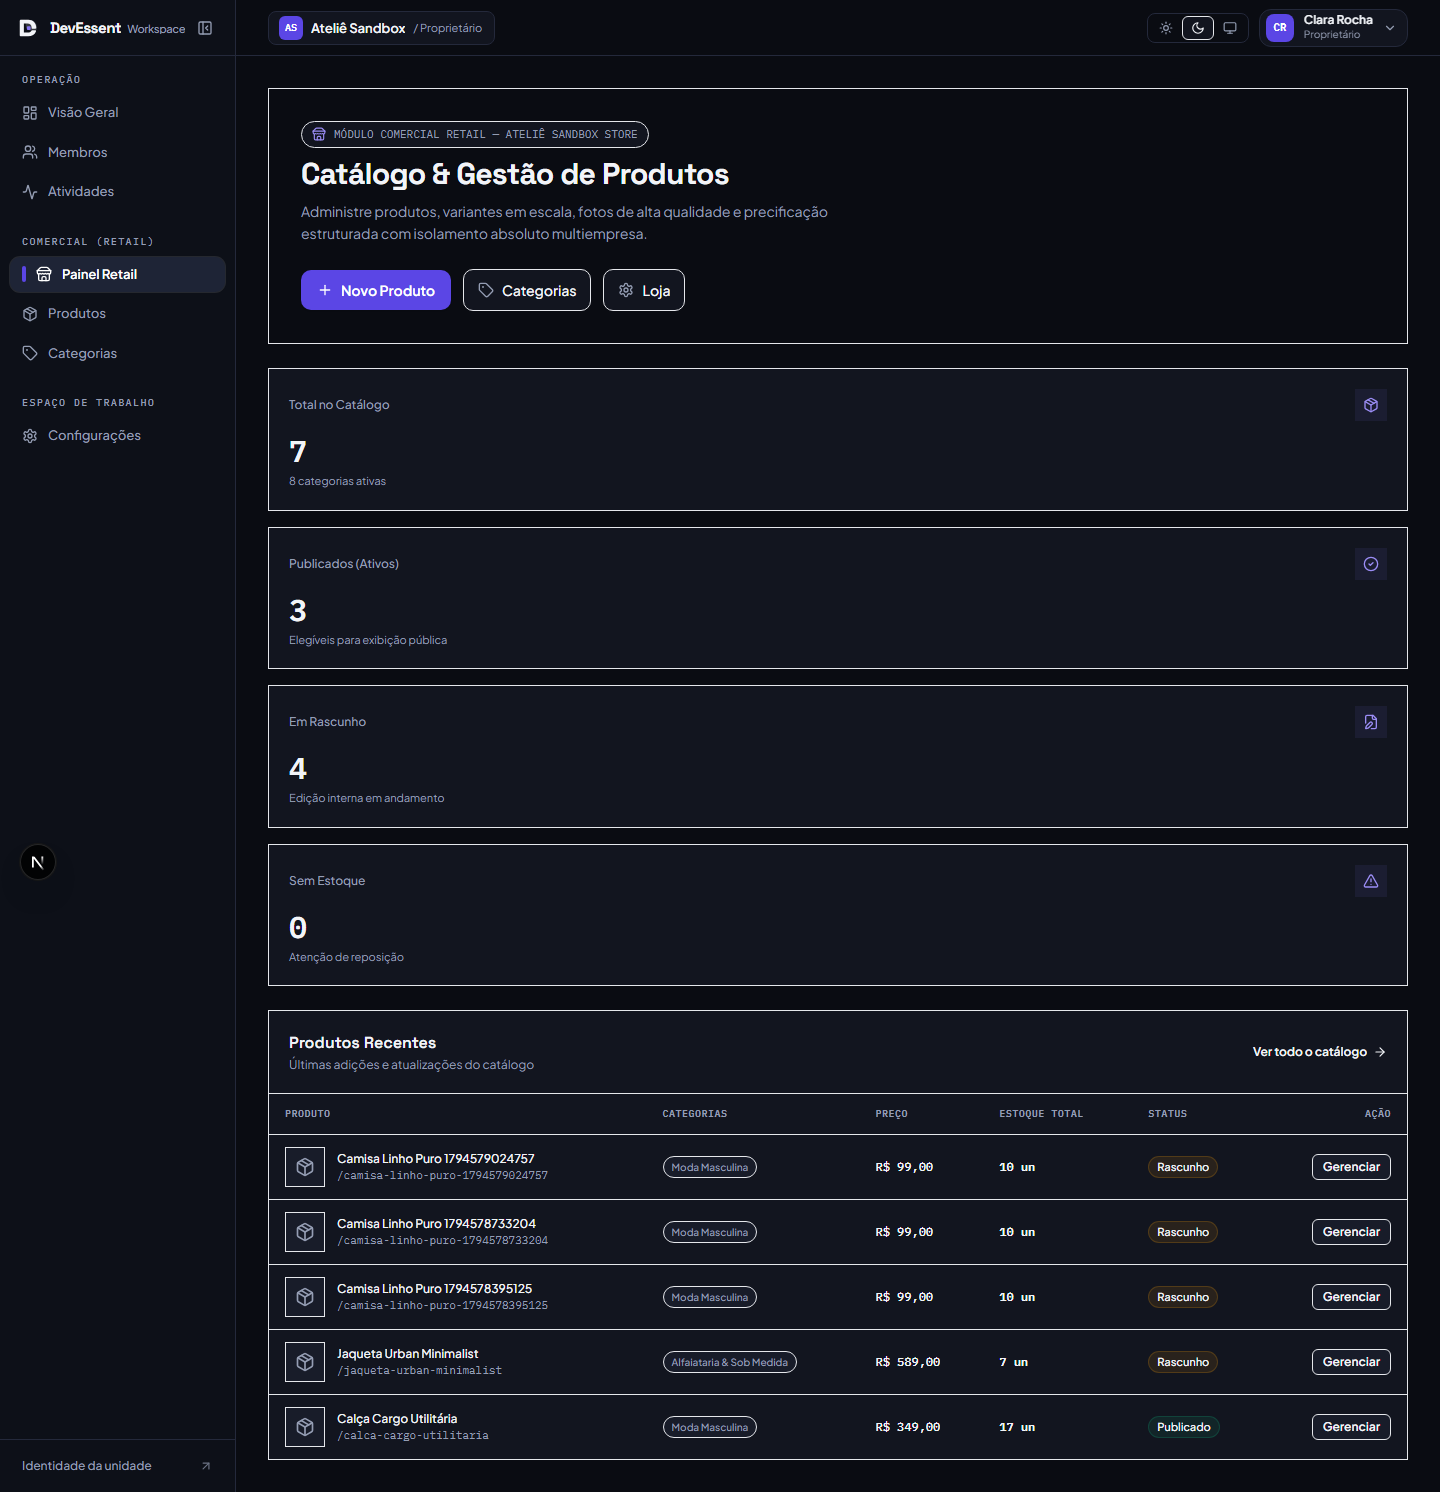 DevEssent Workspace
AS Ateliê Sandbox / Proprietário
CR Clara Rocha
Proprietário
OPERAÇÃO
Visão Geral
Membros
Atividades
COMERCIAL (RETAIL)
Painel Retail
Produtos
Categorias
ESPAÇO DE TRABALHO
Configurações
N
Identidade da unidade
MÓDULO COMERCIAL RETAIL — ATELIÊ SANDBOX STORE
Catálogo & Gestão de Produtos
Administre produtos, variantes em escala, fotos de alta qualidade e precificação
estruturada com isolamento absoluto multiempresa.
Novo Produto
Categorias
Loja
Total no Catálogo
7
8 categorias ativas
Publicados (Ativos)
3
Elegíveis para exibição pública
Em Rascunho
4
Edição interna em andamento
Sem Estoque
0
Atenção de reposição
Produtos Recentes
Últimas adições e atualizações do catálogo
Ver todo o catálogo
PRODUTO CATEGORIAS PREÇO ESTOQUE TOTAL STATUS AÇÃO
Camisa Linho Puro 1794579024757
/camisa-linho-puro-1794579024757
Moda Masculina R$ 99,00 10 un Rascunho Gerenciar
Camisa Linho Puro 1794578733204
/camisa-linho-puro-1794578733204
Moda Masculina R$ 99,00 10 un Rascunho Gerenciar
Camisa Linho Puro 1794578395125
/camisa-linho-puro-1794578395125
Moda Masculina R$ 99,00 10 un Rascunho Gerenciar
Jaqueta Urban Minimalist
/jaqueta-urban-minimalist
Alfaiataria & Sob Medida R$ 589,00 7 un Rascunho Gerenciar
Calça Cargo Utilitária
/calca-cargo-utilitaria
Moda Masculina R$ 349,00 17 un Publicado Gerenciar